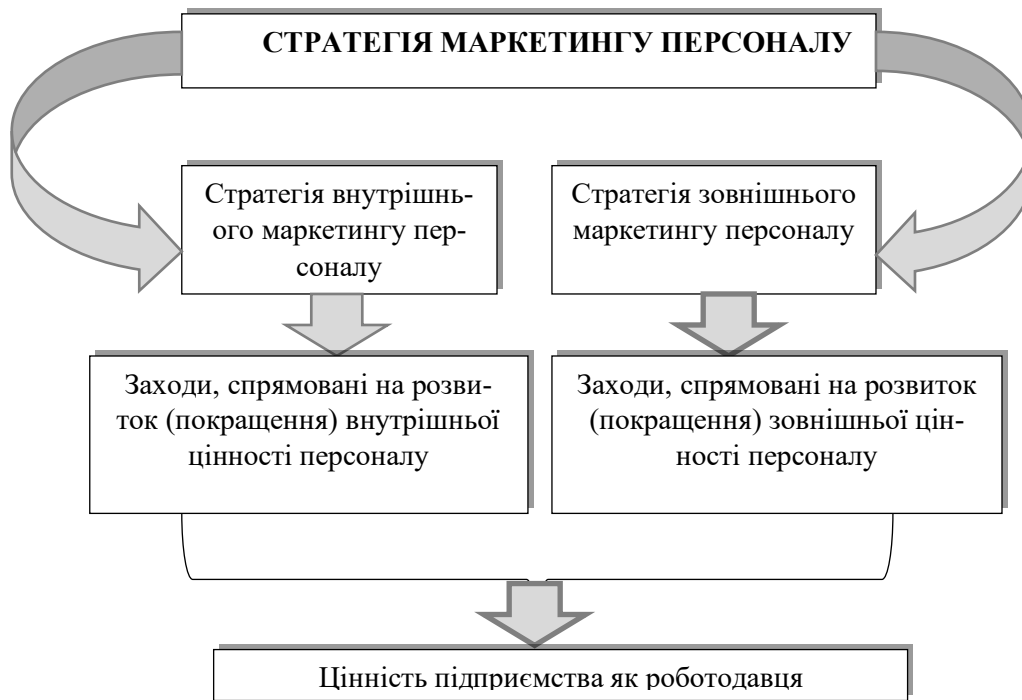 СТРАТЕГІЯ МАРКЕТИНГУ ПЕРСОНАЛУ
Стратегія внутрішнь-
ого маркетингу пер-
соналу
Стратегія зовнішнього
маркетингу персоналу
Заходи, спрямовані на розви-
ток (покращення) внутрішньої
цінності персоналу
Заходи, спрямовані на розвиток
(покращення) зовнішньої цін-
ності персоналу
Цінність підприємства як роботодавця